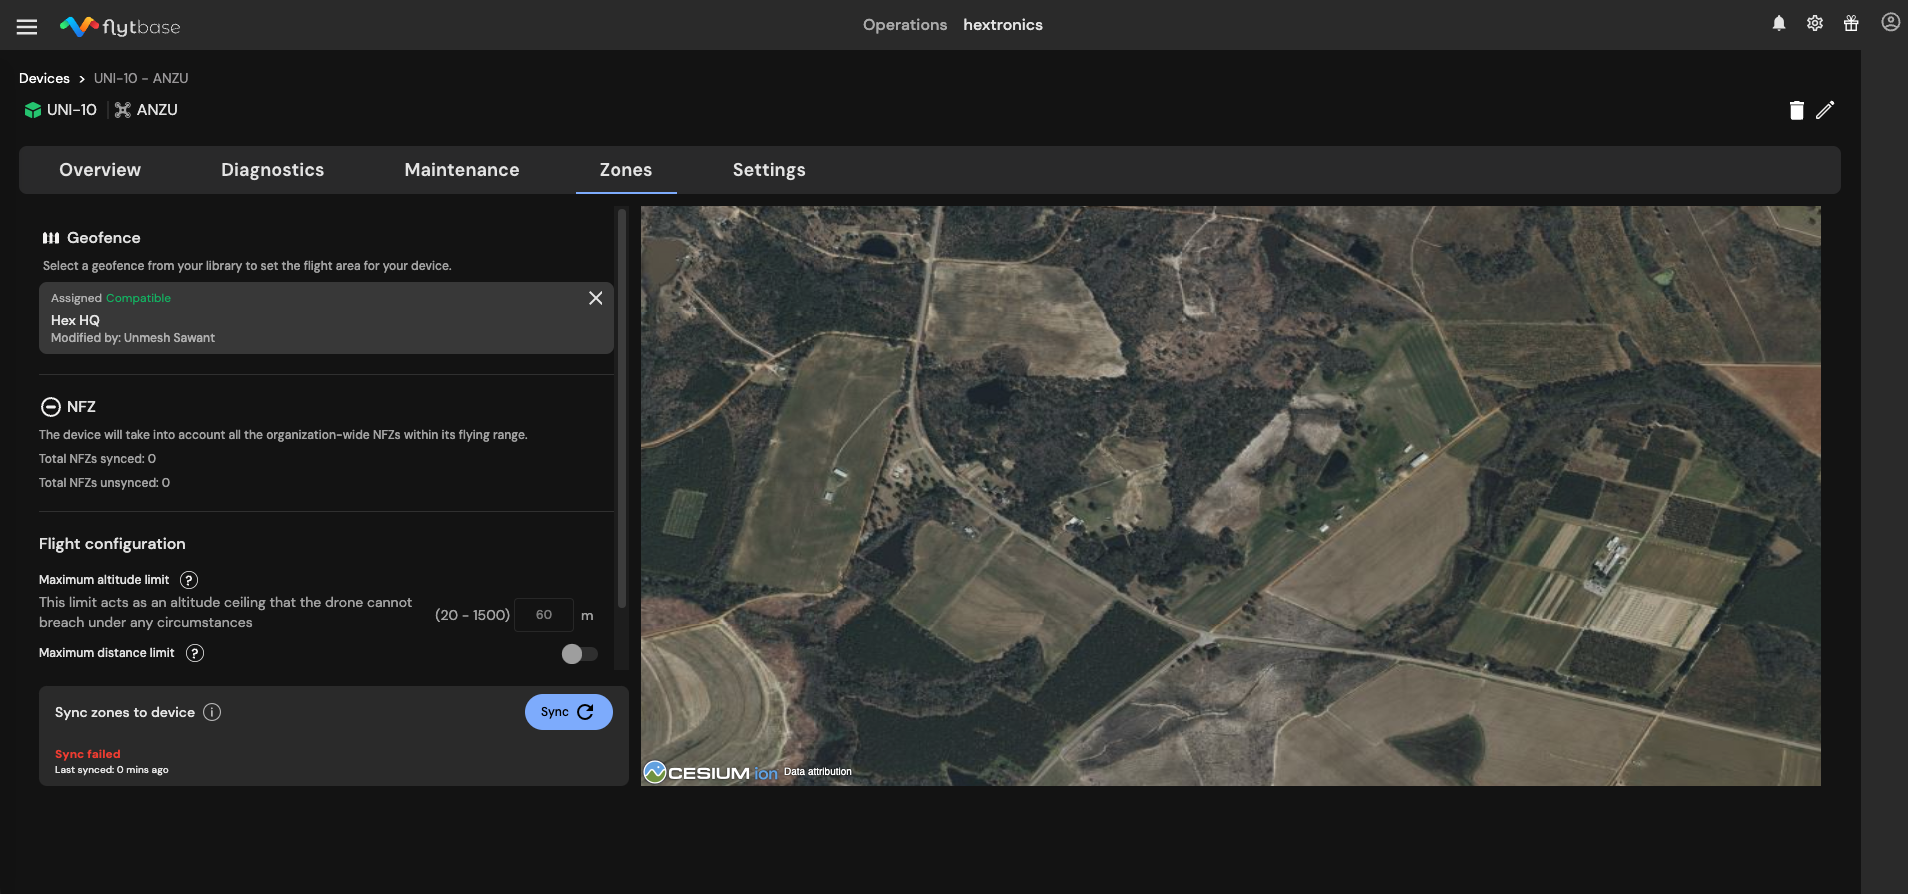 flytbase
Operations hextronics
Devices > UNI-10 - ANZU
UNI-10 ANZU
Overview Diagnostics Maintenance Zones Settings
Geofence
Select a geofence from your library to set the flight area for your device.
Assigned Compatible
Hex HQ
Modified by: Unmesh Sawant
NFZ
The device will take into account all the organization-wide NFZs within its flying range.
Total NFZs synced: 0
Total NFZs unsynced: 0
Flight configuration
Maximum altitude limit ?
This limit acts as an altitude ceiling that the drone cannot
breach under any circumstances
(20 - 1500) 60 m
Maximum distance limit ?
Sync zones to device i
Sync
Sync failed
Last synced: 0 mins ago
CESIUM ion Data attribution